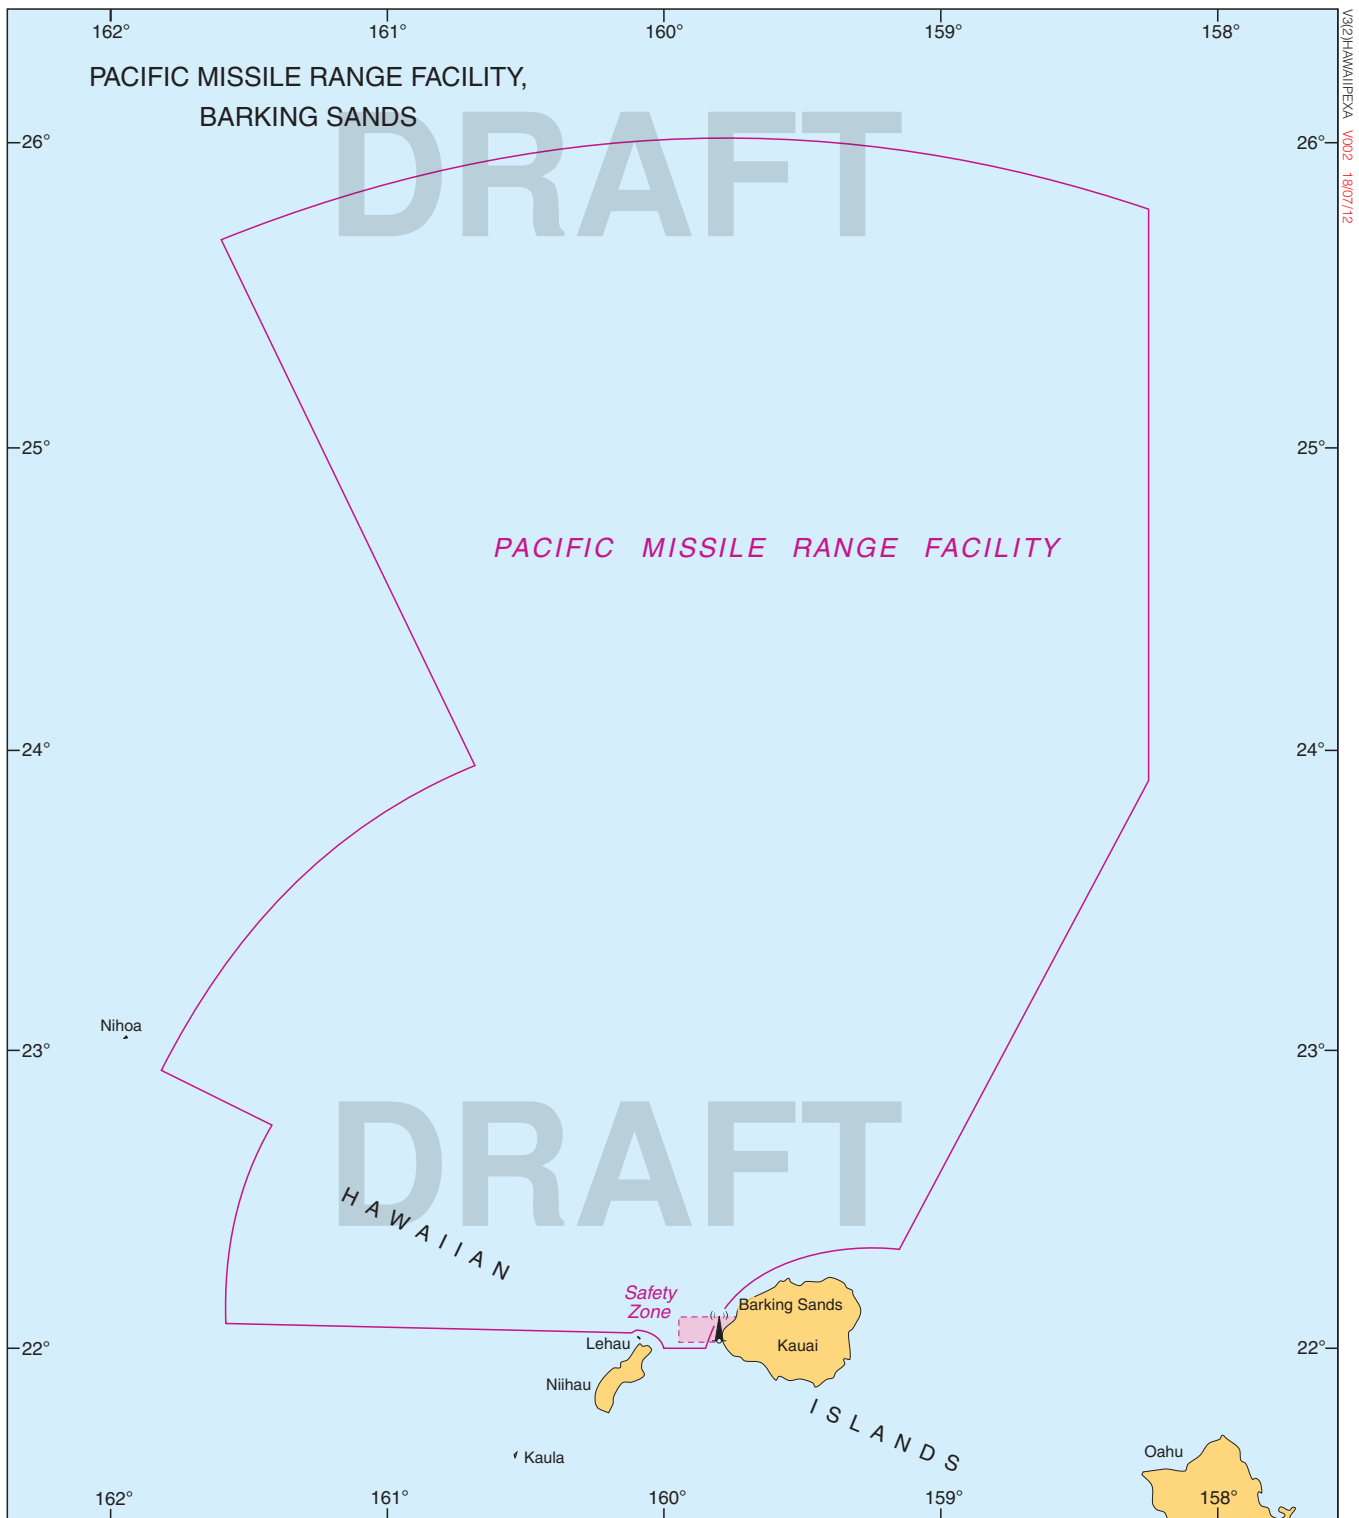 162° 161° 160° 159° 158°
V3(2)HAWAIIPEXA V002 18/07/12
PACIFIC MISSILE RANGE FACILITY,
BARKING SANDS
DRAFT
26° 26°
25° 25°
PACIFIC MISSILE RANGE FACILITY
24° 24°
Nihoa
23° 23°
DRAFT
HAWAIIAN
Safety
Zone
Barking Sands
Lehau
Kauai
22° 22°
Niihau
ISLANDS
Kaula
Oahu
162° 161° 160° 159° 158°